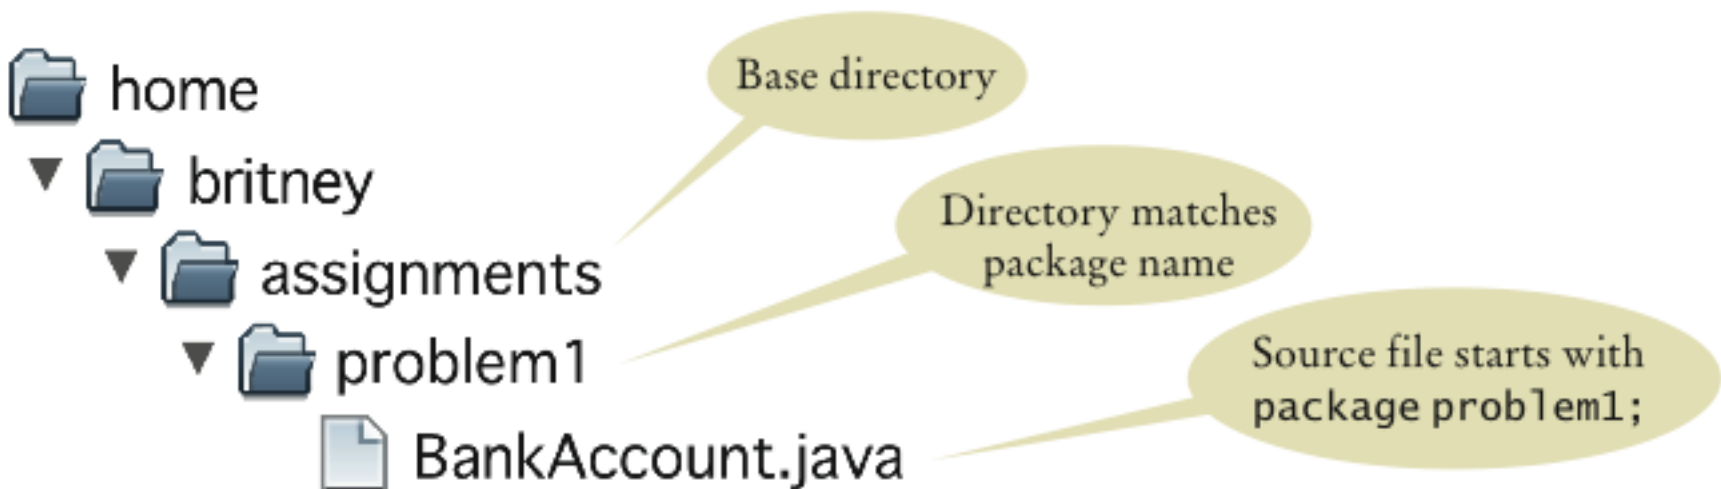 home
britney
assignments
problem1
BankAccount.java
Base directory
Directory matches
package name
Source file starts with
package problem1;